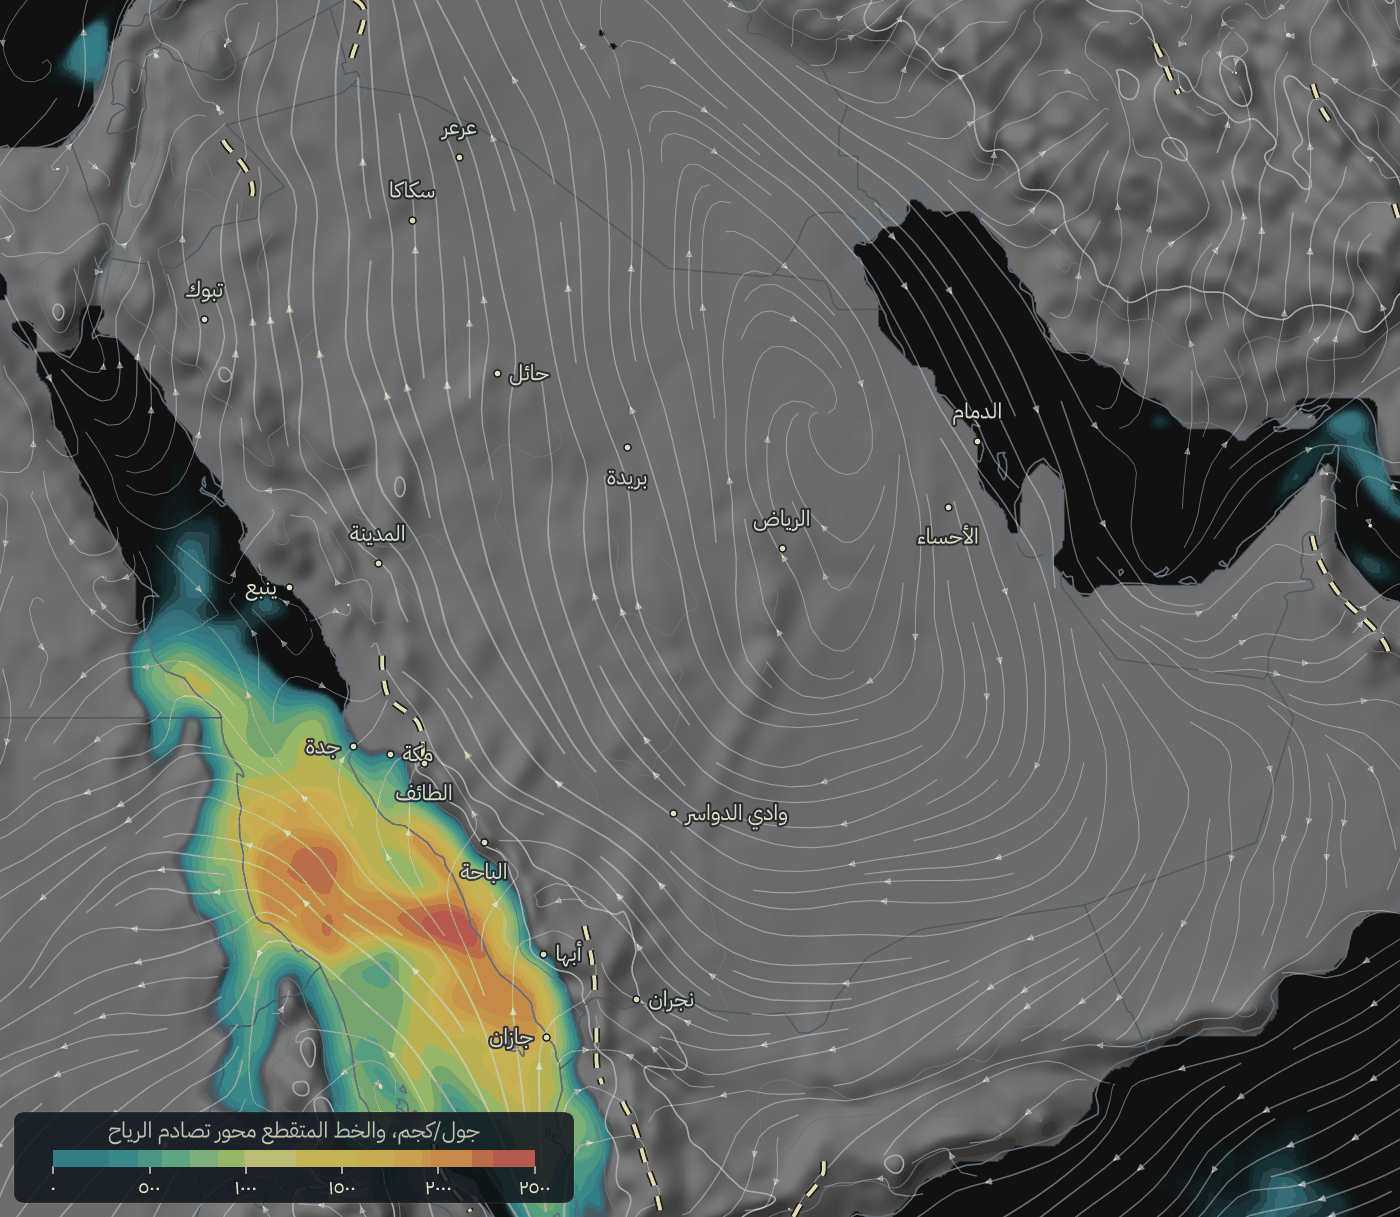 عرعر
سكاكا
تبوك
حائل
الدمام
بريدة
الرياض
المدينة
الأحساء
ينبع
جدة
مكة
الطائف
وادي الدواسر
الباحة
أبها
نجران
جازان
جول/كجم، والخط المتقطع محور تصادم الرياح
٠ ٥٠٠ ١٠٠٠ ١٥٠٠ ٢٠٠٠ ٢٥٠٠